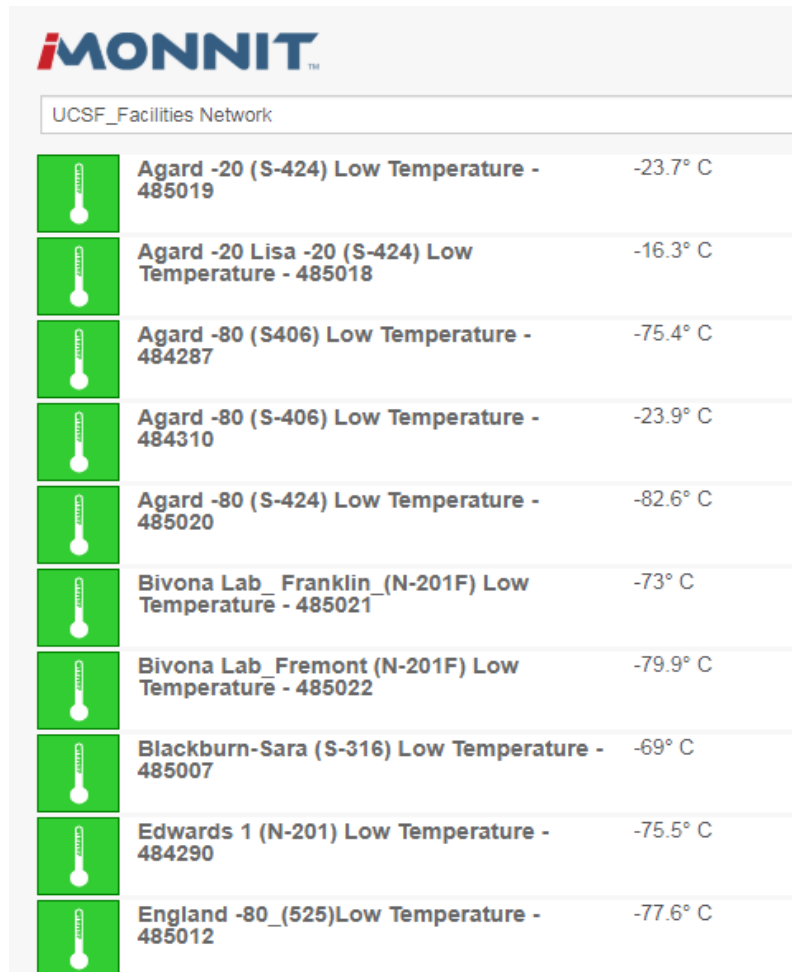 iMONNIT™
UCSF_Facilities Network
Agard -20 (S-424) Low Temperature -
485019
-23.7° C
Agard -20 Lisa -20 (S-424) Low
Temperature - 485018
-16.3° C
Agard -80 (S406) Low Temperature -
484287
-75.4° C
Agard -80 (S-406) Low Temperature -
484310
-23.9° C
Agard -80 (S-424) Low Temperature -
485020
-82.6° C
Bivona Lab_ Franklin_(N-201F) Low
Temperature - 485021
-73° C
Bivona Lab_Fremont (N-201F) Low
Temperature - 485022
-79.9° C
Blackburn-Sara (S-316) Low Temperature -
485007
-69° C
Edwards 1 (N-201) Low Temperature -
484290
-75.5° C
England -80_(525)Low Temperature -
485012
-77.6° C